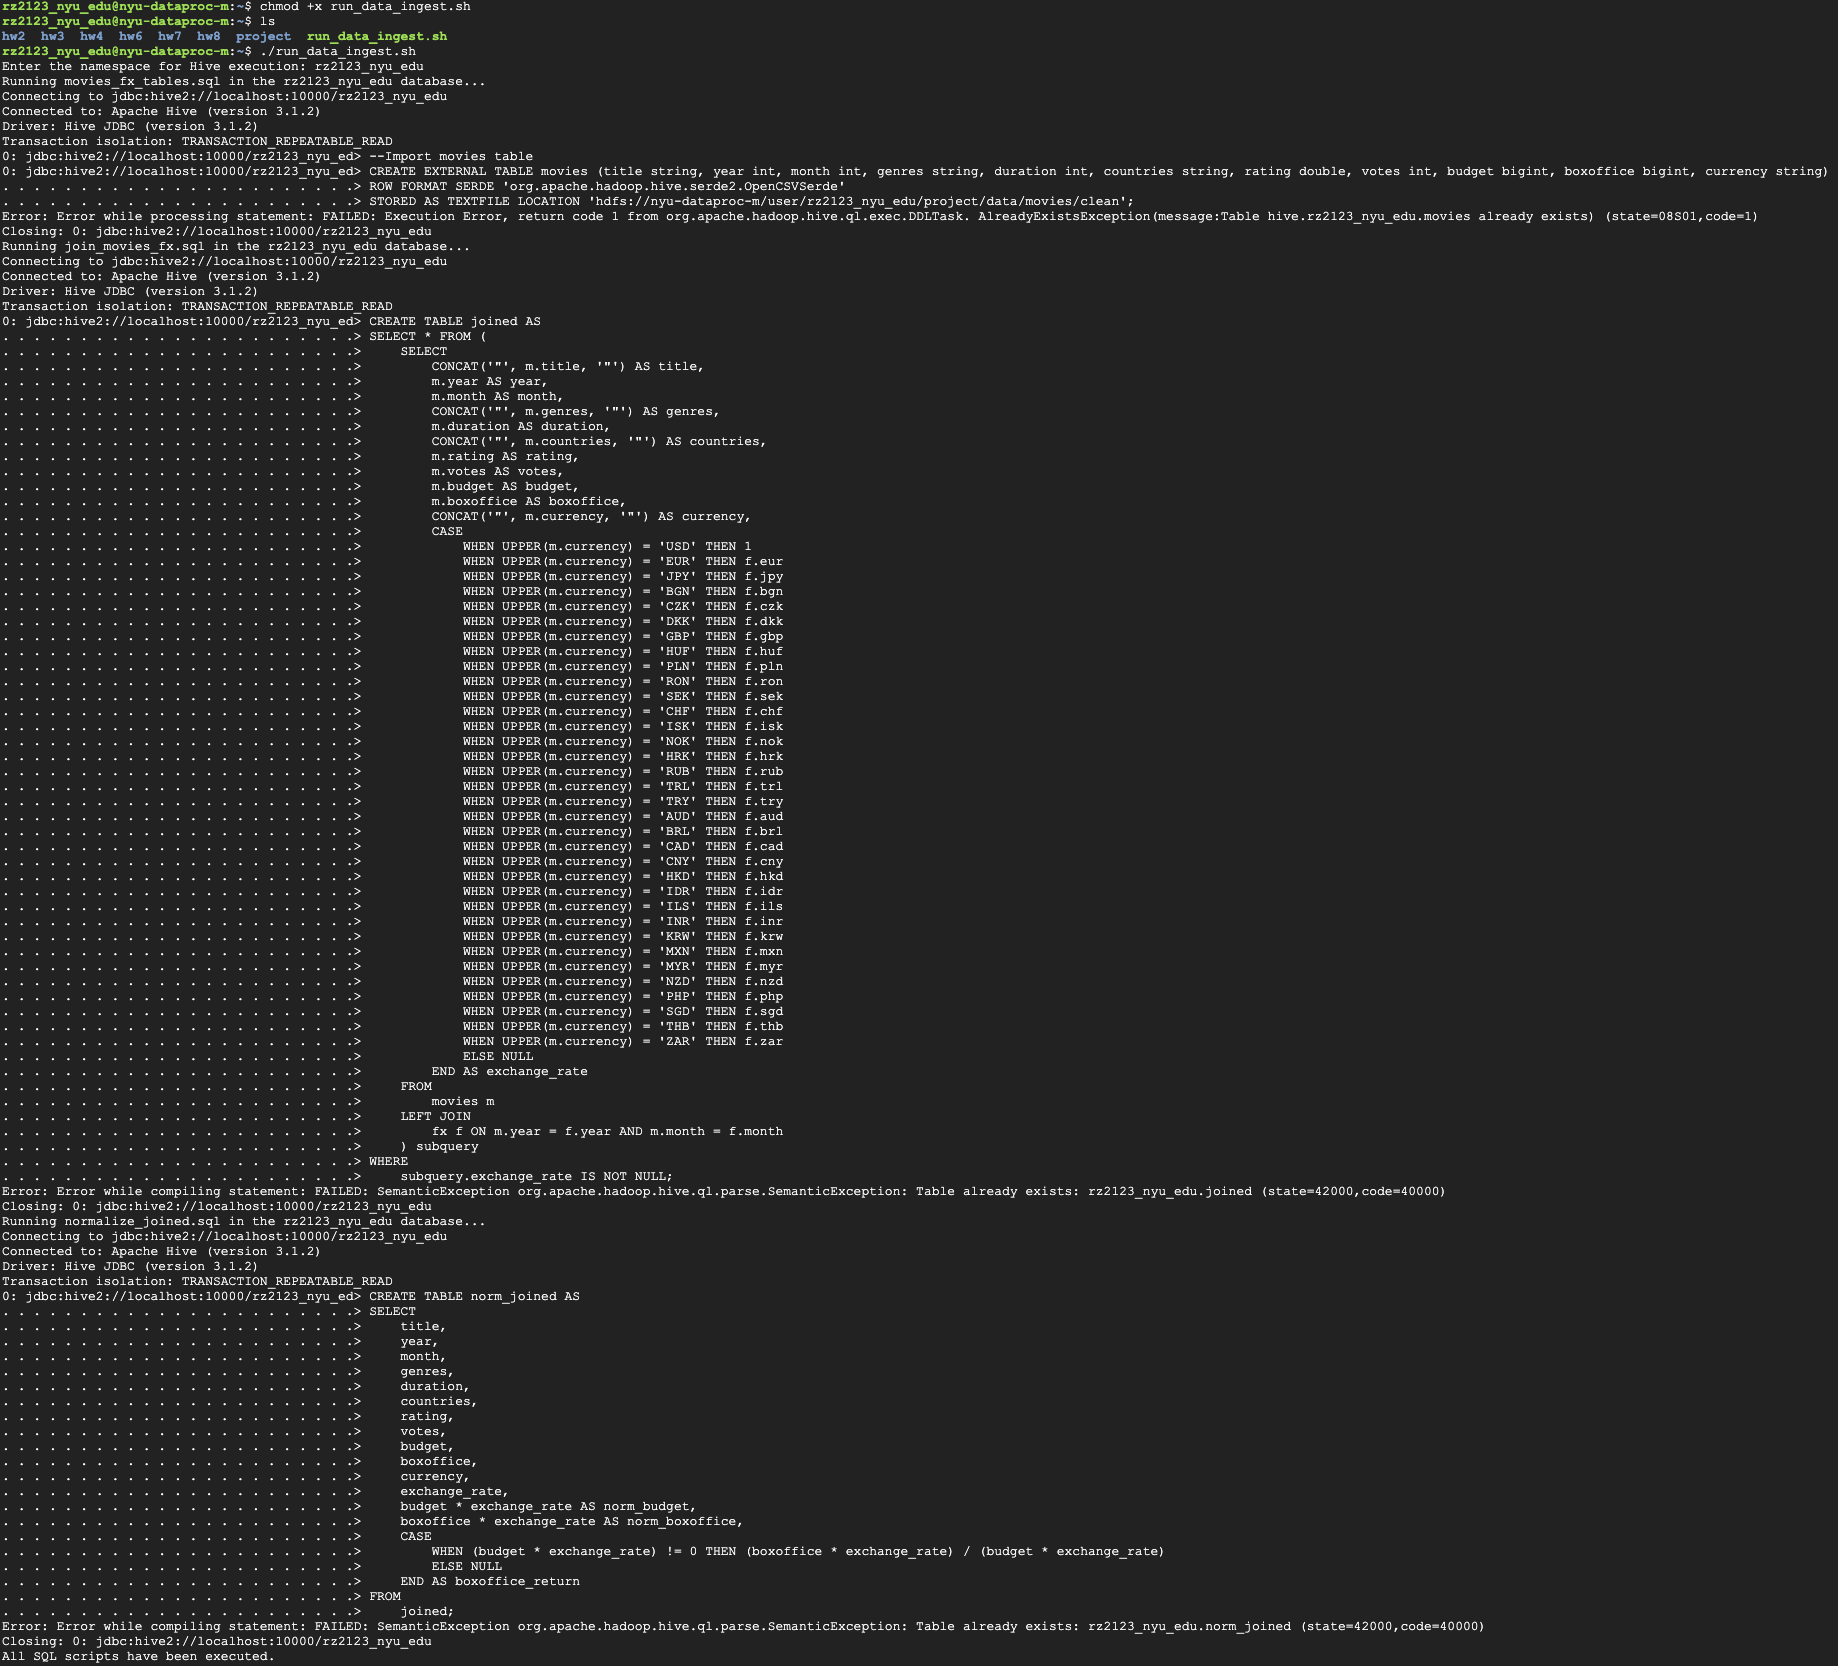 rz2123_nyu_edu@nyu-dataproc-m:~$ chmod +x run_data_ingest.sh
rz2123_nyu_edu@nyu-dataproc-m:~$ ls
hw2  hw3  hw4  hw6  hw7  hw8  project  run_data_ingest.sh
rz2123_nyu_edu@nyu-dataproc-m:~$ ./run_data_ingest.sh
Enter the namespace for Hive execution: rz2123_nyu_edu
Running movies_fx_tables.sql in the rz2123_nyu_edu database...
Connecting to jdbc:hive2://localhost:10000/rz2123_nyu_edu
Connected to: Apache Hive (version 3.1.2)
Driver: Hive JDBC (version 3.1.2)
Transaction isolation: TRANSACTION_REPEATABLE_READ
0: jdbc:hive2://localhost:10000/rz2123_nyu_ed> --Import movies table
0: jdbc:hive2://localhost:10000/rz2123_nyu_ed> CREATE EXTERNAL TABLE movies (title string, year int, month int, genres string, duration int, countries string, rating double, votes int, budget bigint, boxoffice bigint, currency string)
. . . . . . . . . . . . . . . . . . . . . . .> ROW FORMAT SERDE 'org.apache.hadoop.hive.serde2.OpenCSVSerde'
. . . . . . . . . . . . . . . . . . . . . . .> STORED AS TEXTFILE LOCATION 'hdfs://nyu-dataproc-m/user/rz2123_nyu_edu/project/data/movies/clean';
Error: Error while processing statement: FAILED: Execution Error, return code 1 from org.apache.hadoop.hive.ql.exec.DDLTask. AlreadyExistsException(message:Table hive.rz2123_nyu_edu.movies already exists) (state=08S01,code=1)
Closing: 0: jdbc:hive2://localhost:10000/rz2123_nyu_edu
Running join_movies_fx.sql in the rz2123_nyu_edu database...
Connecting to jdbc:hive2://localhost:10000/rz2123_nyu_edu
Connected to: Apache Hive (version 3.1.2)
Driver: Hive JDBC (version 3.1.2)
Transaction isolation: TRANSACTION_REPEATABLE_READ
0: jdbc:hive2://localhost:10000/rz2123_nyu_ed> CREATE TABLE joined AS
. . . . . . . . . . . . . . . . . . . . . . .> SELECT * FROM (
. . . . . . . . . . . . . . . . . . . . . . .>     SELECT
. . . . . . . . . . . . . . . . . . . . . . .>         CONCAT('"', m.title, '"') AS title,
. . . . . . . . . . . . . . . . . . . . . . .>         m.year AS year,
. . . . . . . . . . . . . . . . . . . . . . .>         m.month AS month,
. . . . . . . . . . . . . . . . . . . . . . .>         CONCAT('"', m.genres, '"') AS genres,
. . . . . . . . . . . . . . . . . . . . . . .>         m.duration AS duration,
. . . . . . . . . . . . . . . . . . . . . . .>         CONCAT('"', m.countries, '"') AS countries,
. . . . . . . . . . . . . . . . . . . . . . .>         m.rating AS rating,
. . . . . . . . . . . . . . . . . . . . . . .>         m.votes AS votes,
. . . . . . . . . . . . . . . . . . . . . . .>         m.budget AS budget,
. . . . . . . . . . . . . . . . . . . . . . .>         m.boxoffice AS boxoffice,
. . . . . . . . . . . . . . . . . . . . . . .>         CONCAT('"', m.currency, '"') AS currency,
. . . . . . . . . . . . . . . . . . . . . . .>         CASE
. . . . . . . . . . . . . . . . . . . . . . .>             WHEN UPPER(m.currency) = 'USD' THEN 1
. . . . . . . . . . . . . . . . . . . . . . .>             WHEN UPPER(m.currency) = 'EUR' THEN f.eur
. . . . . . . . . . . . . . . . . . . . . . .>             WHEN UPPER(m.currency) = 'JPY' THEN f.jpy
. . . . . . . . . . . . . . . . . . . . . . .>             WHEN UPPER(m.currency) = 'BGN' THEN f.bgn
. . . . . . . . . . . . . . . . . . . . . . .>             WHEN UPPER(m.currency) = 'CZK' THEN f.czk
. . . . . . . . . . . . . . . . . . . . . . .>             WHEN UPPER(m.currency) = 'DKK' THEN f.dkk
. . . . . . . . . . . . . . . . . . . . . . .>             WHEN UPPER(m.currency) = 'GBP' THEN f.gbp
. . . . . . . . . . . . . . . . . . . . . . .>             WHEN UPPER(m.currency) = 'HUF' THEN f.huf
. . . . . . . . . . . . . . . . . . . . . . .>             WHEN UPPER(m.currency) = 'PLN' THEN f.pln
. . . . . . . . . . . . . . . . . . . . . . .>             WHEN UPPER(m.currency) = 'RON' THEN f.ron
. . . . . . . . . . . . . . . . . . . . . . .>             WHEN UPPER(m.currency) = 'SEK' THEN f.sek
. . . . . . . . . . . . . . . . . . . . . . .>             WHEN UPPER(m.currency) = 'CHF' THEN f.chf
. . . . . . . . . . . . . . . . . . . . . . .>             WHEN UPPER(m.currency) = 'ISK' THEN f.isk
. . . . . . . . . . . . . . . . . . . . . . .>             WHEN UPPER(m.currency) = 'NOK' THEN f.nok
. . . . . . . . . . . . . . . . . . . . . . .>             WHEN UPPER(m.currency) = 'HRK' THEN f.hrk
. . . . . . . . . . . . . . . . . . . . . . .>             WHEN UPPER(m.currency) = 'RUB' THEN f.rub
. . . . . . . . . . . . . . . . . . . . . . .>             WHEN UPPER(m.currency) = 'TRL' THEN f.trl
. . . . . . . . . . . . . . . . . . . . . . .>             WHEN UPPER(m.currency) = 'TRY' THEN f.try
. . . . . . . . . . . . . . . . . . . . . . .>             WHEN UPPER(m.currency) = 'AUD' THEN f.aud
. . . . . . . . . . . . . . . . . . . . . . .>             WHEN UPPER(m.currency) = 'BRL' THEN f.brl
. . . . . . . . . . . . . . . . . . . . . . .>             WHEN UPPER(m.currency) = 'CAD' THEN f.cad
. . . . . . . . . . . . . . . . . . . . . . .>             WHEN UPPER(m.currency) = 'CNY' THEN f.cny
. . . . . . . . . . . . . . . . . . . . . . .>             WHEN UPPER(m.currency) = 'HKD' THEN f.hkd
. . . . . . . . . . . . . . . . . . . . . . .>             WHEN UPPER(m.currency) = 'IDR' THEN f.idr
. . . . . . . . . . . . . . . . . . . . . . .>             WHEN UPPER(m.currency) = 'ILS' THEN f.ils
. . . . . . . . . . . . . . . . . . . . . . .>             WHEN UPPER(m.currency) = 'INR' THEN f.inr
. . . . . . . . . . . . . . . . . . . . . . .>             WHEN UPPER(m.currency) = 'KRW' THEN f.krw
. . . . . . . . . . . . . . . . . . . . . . .>             WHEN UPPER(m.currency) = 'MXN' THEN f.mxn
. . . . . . . . . . . . . . . . . . . . . . .>             WHEN UPPER(m.currency) = 'MYR' THEN f.myr
. . . . . . . . . . . . . . . . . . . . . . .>             WHEN UPPER(m.currency) = 'NZD' THEN f.nzd
. . . . . . . . . . . . . . . . . . . . . . .>             WHEN UPPER(m.currency) = 'PHP' THEN f.php
. . . . . . . . . . . . . . . . . . . . . . .>             WHEN UPPER(m.currency) = 'SGD' THEN f.sgd
. . . . . . . . . . . . . . . . . . . . . . .>             WHEN UPPER(m.currency) = 'THB' THEN f.thb
. . . . . . . . . . . . . . . . . . . . . . .>             WHEN UPPER(m.currency) = 'ZAR' THEN f.zar
. . . . . . . . . . . . . . . . . . . . . . .>             ELSE NULL
. . . . . . . . . . . . . . . . . . . . . . .>         END AS exchange_rate
. . . . . . . . . . . . . . . . . . . . . . .>     FROM
. . . . . . . . . . . . . . . . . . . . . . .>         movies m
. . . . . . . . . . . . . . . . . . . . . . .>     LEFT JOIN
. . . . . . . . . . . . . . . . . . . . . . .>         fx f ON m.year = f.year AND m.month = f.month
. . . . . . . . . . . . . . . . . . . . . . .>     ) subquery
. . . . . . . . . . . . . . . . . . . . . . .> WHERE
. . . . . . . . . . . . . . . . . . . . . . .>     subquery.exchange_rate IS NOT NULL;
Error: Error while compiling statement: FAILED: SemanticException org.apache.hadoop.hive.ql.parse.SemanticException: Table already exists: rz2123_nyu_edu.joined (state=42000,code=40000)
Closing: 0: jdbc:hive2://localhost:10000/rz2123_nyu_edu
Running normalize_joined.sql in the rz2123_nyu_edu database...
Connecting to jdbc:hive2://localhost:10000/rz2123_nyu_edu
Connected to: Apache Hive (version 3.1.2)
Driver: Hive JDBC (version 3.1.2)
Transaction isolation: TRANSACTION_REPEATABLE_READ
0: jdbc:hive2://localhost:10000/rz2123_nyu_ed> CREATE TABLE norm_joined AS
. . . . . . . . . . . . . . . . . . . . . . .> SELECT
. . . . . . . . . . . . . . . . . . . . . . .>     title,
. . . . . . . . . . . . . . . . . . . . . . .>     year,
. . . . . . . . . . . . . . . . . . . . . . .>     month,
. . . . . . . . . . . . . . . . . . . . . . .>     genres,
. . . . . . . . . . . . . . . . . . . . . . .>     duration,
. . . . . . . . . . . . . . . . . . . . . . .>     countries,
. . . . . . . . . . . . . . . . . . . . . . .>     rating,
. . . . . . . . . . . . . . . . . . . . . . .>     votes,
. . . . . . . . . . . . . . . . . . . . . . .>     budget,
. . . . . . . . . . . . . . . . . . . . . . .>     boxoffice,
. . . . . . . . . . . . . . . . . . . . . . .>     currency,
. . . . . . . . . . . . . . . . . . . . . . .>     exchange_rate,
. . . . . . . . . . . . . . . . . . . . . . .>     budget * exchange_rate AS norm_budget,
. . . . . . . . . . . . . . . . . . . . . . .>     boxoffice * exchange_rate AS norm_boxoffice,
. . . . . . . . . . . . . . . . . . . . . . .>     CASE
. . . . . . . . . . . . . . . . . . . . . . .>         WHEN (budget * exchange_rate) != 0 THEN (boxoffice * exchange_rate) / (budget * exchange_rate)
. . . . . . . . . . . . . . . . . . . . . . .>         ELSE NULL
. . . . . . . . . . . . . . . . . . . . . . .>     END AS boxoffice_return
. . . . . . . . . . . . . . . . . . . . . . .> FROM
. . . . . . . . . . . . . . . . . . . . . . .>     joined;
Error: Error while compiling statement: FAILED: SemanticException org.apache.hadoop.hive.ql.parse.SemanticException: Table already exists: rz2123_nyu_edu.norm_joined (state=42000,code=40000)
Closing: 0: jdbc:hive2://localhost:10000/rz2123_nyu_edu
All SQL scripts have been executed.